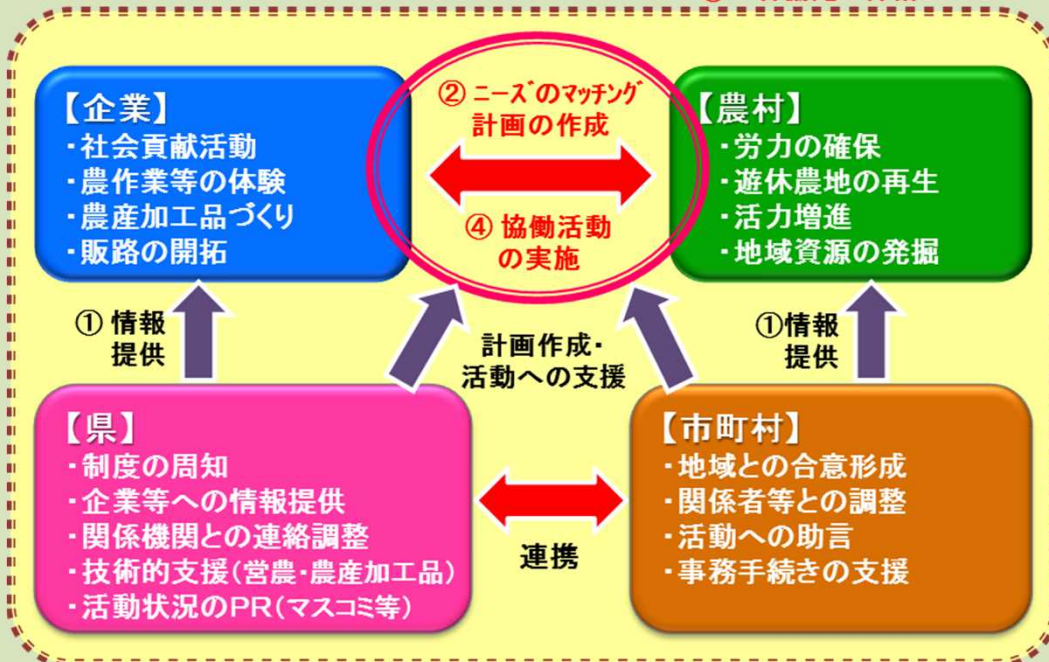 【企業】
・社会貢献活動
・農作業等の体験
・農産加工品づくり
・販路の開拓
② ニーズのマッチング
計画の作成
④ 協働活動
の実施
【農村】
・労力の確保
・遊休農地の再生
・活力増進
・地域資源の発掘
① 情報
提供
計画作成・
活動への支援
①情報
提供
【県】
・制度の周知
・企業等への情報提供
・関係機関との連絡調整
・技術的支援(営農・農産加工品)
・活動状況のPR(マスコミ等)
連携
【市町村】
・地域との合意形成
・関係者等との調整
・活動への助言
・事務手続きの支援